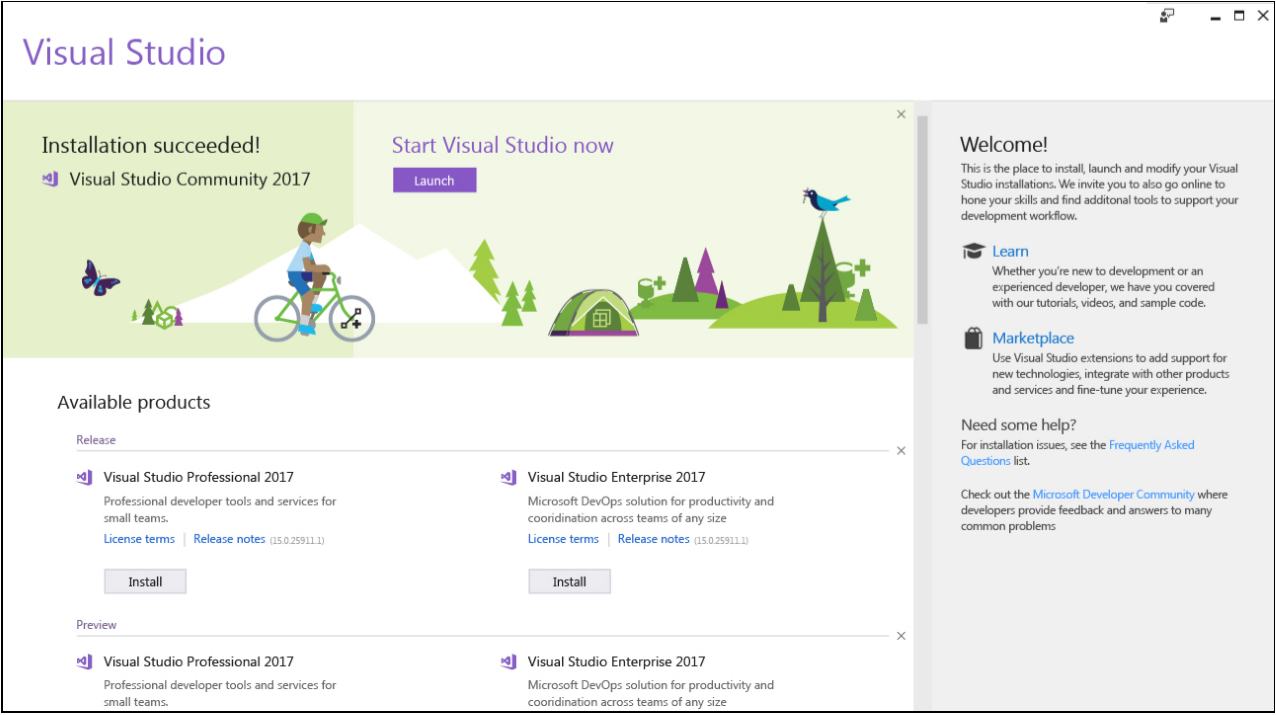 Visual Studio
Installation succeeded!
Visual Studio Community 2017
Start Visual Studio now
Launch
Available products
Release
Visual Studio Professional 2017
Professional developer tools and services for
small teams.
License terms | Release notes (15.0.25911.1)
Install
Visual Studio Enterprise 2017
Microsoft DevOps solution for productivity and
cooridination across teams of any size
License terms | Release notes (15.0.25911.1)
Install
Preview
Visual Studio Professional 2017
Professional developer tools and services for
small teams.
Visual Studio Enterprise 2017
Microsoft DevOps solution for productivity and
cooridination across teams of any size
Welcome!
This is the place to install, launch and modify your Visual
Studio installations. We invite you to also go online to
hone your skills and find additonal tools to support your
development workflow.
Learn
Whether you're new to development or an
experienced developer, we have you covered
with our tutorials, videos, and sample code.
Marketplace
Use Visual Studio extensions to add support for
new technologies, integrate with other products
and services and fine-tune your experience.
Need some help?
For installation issues, see the Frequently Asked
Questions list.
Check out the Microsoft Developer Community where
developers provide feedback and answers to many
common problems